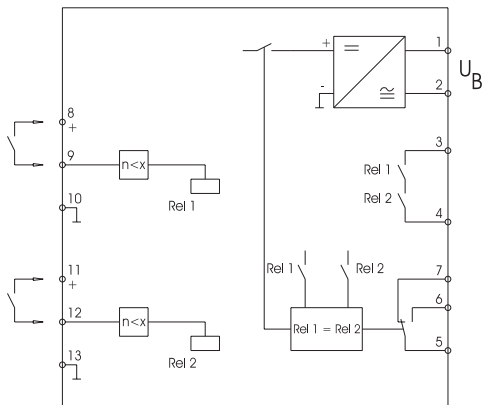 + 1
U_B
- 2
8
+
9
n<x
10
Rel 1
3
Rel 1
Rel 2
4
11
+
12
n<x
13
Rel 2
Rel 1
Rel 2
7
6
Rel 1 = Rel 2
5